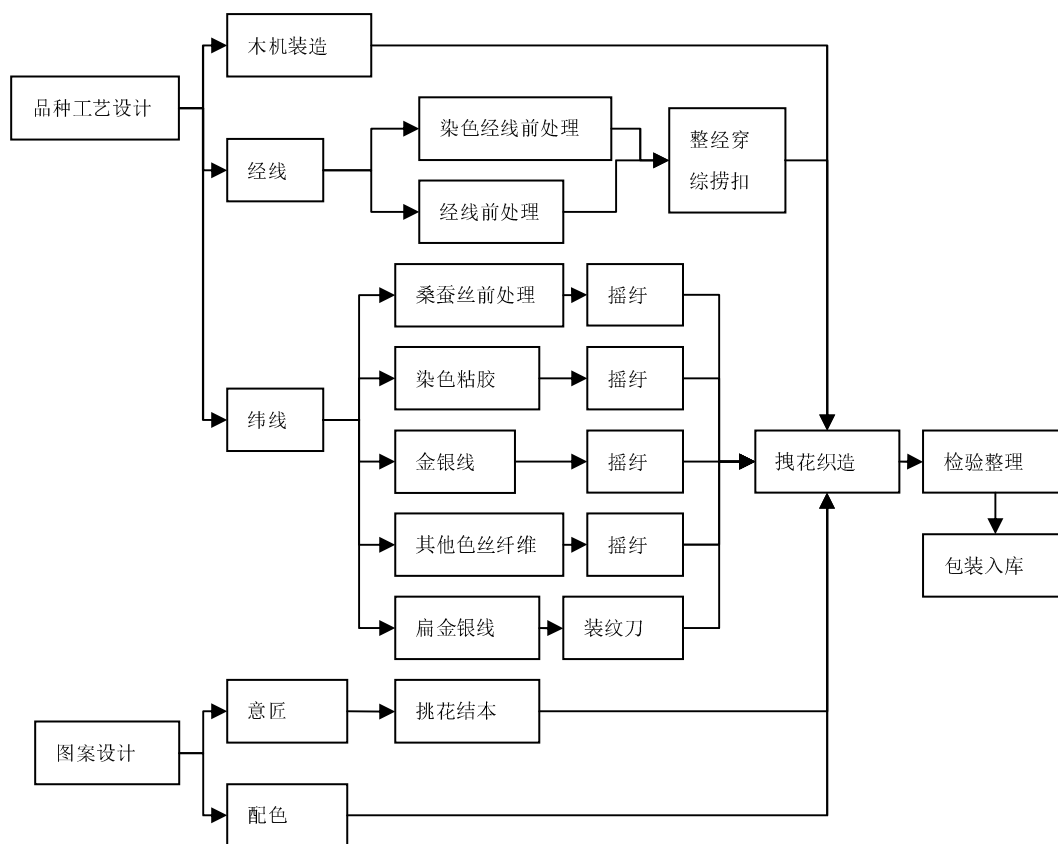 木机装造
品种工艺设计
经线
染色经线前处理
经线前处理
整经穿
综捞扣
桑蚕丝前处理
摇纡
染色粘胶
摇纡
纬线
金银线
摇纡
其他色丝纤维
摇纡
扁金银线
装纹刀
拽花织造
检验整理
包装入库
意匠
挑花结本
图案设计
配色